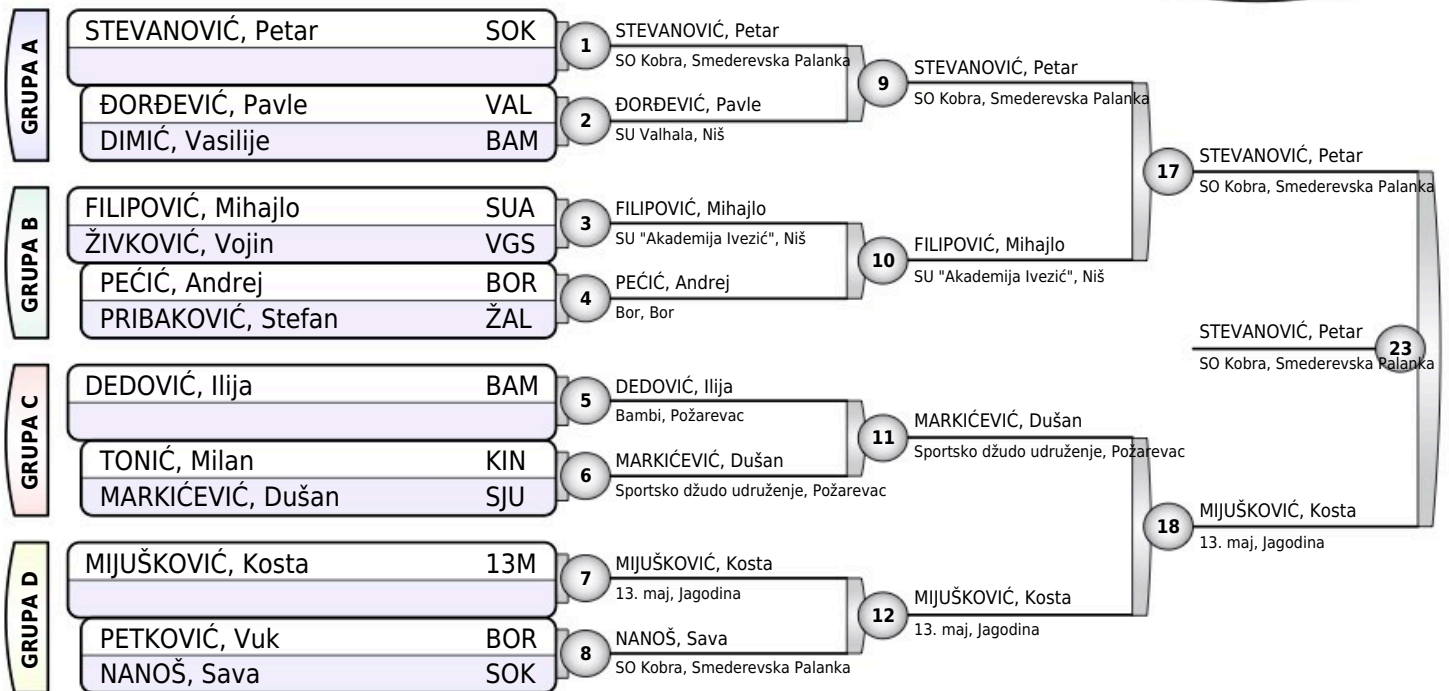 GRUPA A
STEVANOVIĆ, Petar SOK
ĐORĐEVIĆ, Pavle VAL
DIMIĆ, Vasilije BAM
GRUPA B
FILIPOVIĆ, Mihajlo SUA
ŽIVKOVIĆ, Vojin VGS
PEĆIĆ, Andrej BOR
PRIBAKOVIĆ, Stefan ŽAL
GRUPA C
DEDOVIĆ, Ilija BAM
TONIĆ, Milan KIN
MARKIĆEVIĆ, Dušan SJU
GRUPA D
MIJUŠKOVIĆ, Kosta 13M
PETKOVIĆ, Vuk BOR
NANOŠ, Sava SOK
1
STEVANOVIĆ, Petar
SO Kobra, Smederevska Palanka
2
ĐORĐEVIĆ, Pavle
SU Valhala, Niš
3
FILIPOVIĆ, Mihajlo
SU "Akademija Ivezić", Niš
4
PEĆIĆ, Andrej
Bor, Bor
5
DEDOVIĆ, Ilija
Bambi, Požarevac
6
MARKIĆEVIĆ, Dušan
Sportsko džudo udruženje, Požarevac
7
MIJUŠKOVIĆ, Kosta
13. maj, Jagodina
8
NANOŠ, Sava
SO Kobra, Smederevska Palanka
9
STEVANOVIĆ, Petar
SO Kobra, Smederevska Palanka
10
FILIPOVIĆ, Mihajlo
SU "Akademija Ivezić", Niš
11
MARKIĆEVIĆ, Dušan
Sportsko džudo udruženje, Požarevac
12
MIJUŠKOVIĆ, Kosta
13. maj, Jagodina
17
STEVANOVIĆ, Petar
SO Kobra, Smederevska Palanka
18
MIJUŠKOVIĆ, Kosta
13. maj, Jagodina
STEVANOVIĆ, Petar
23
SO Kobra, Smederevska Palanka